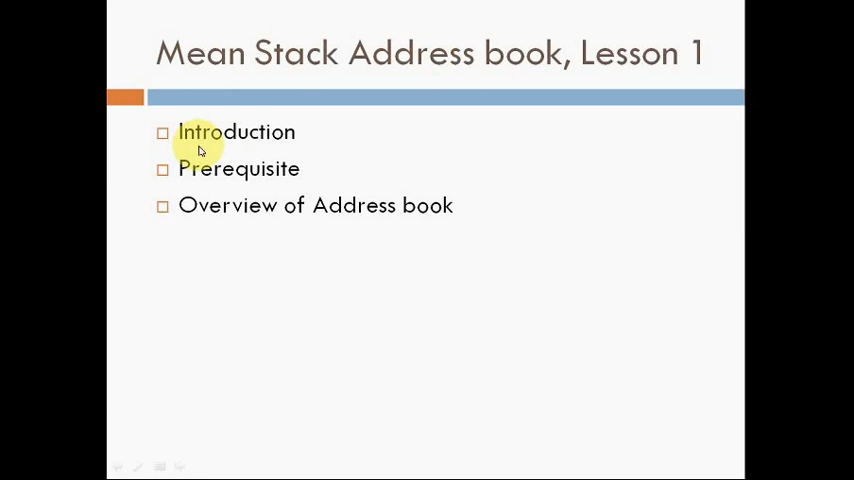 Mean Stack Address book, Lesson 1
Introduction
Prerequisite
Overview of Address book